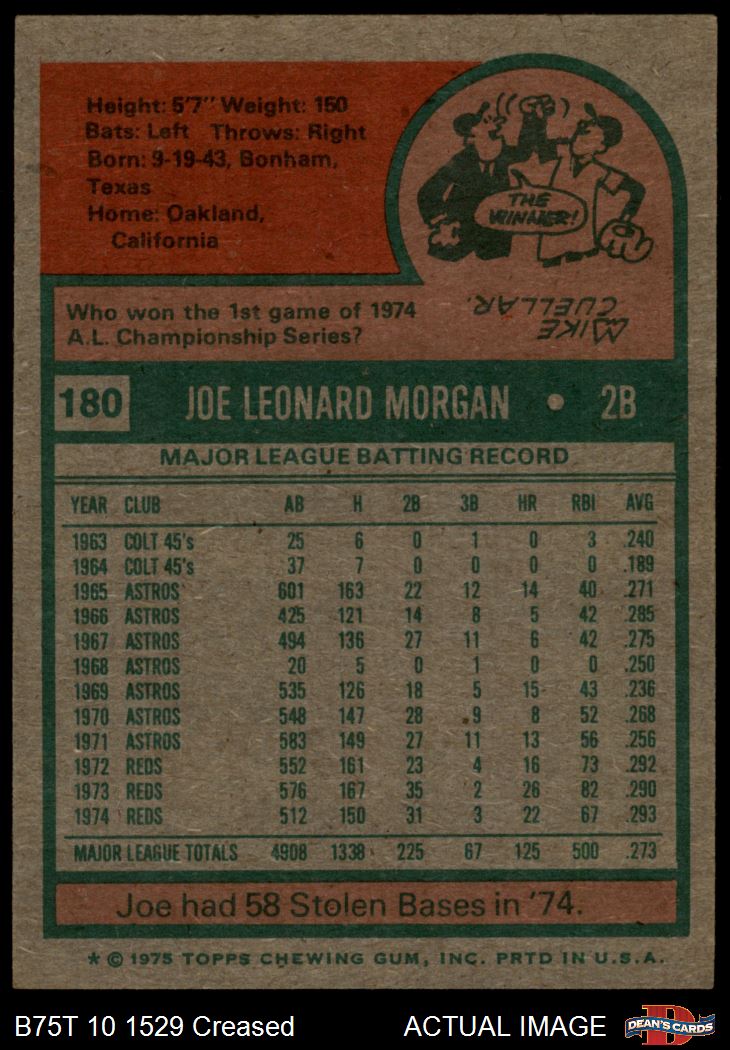 Height: 5'7" Weight: 150
Bats: Left Throws: Right
Born: 9-19-43, Bonham,
Texas
Home: Oakland,
California
THE
WINNER!
Who won the 1st game of 1974
A.L. Championship Series?
MIKE
CUELLAR.
180 JOE LEONARD MORGAN • 2B
MAJOR LEAGUE BATTING RECORD
YEAR CLUB AB H 2B 3B HR RBI AVG
1963 COLT 45's 25 6 0 1 0 3 .240
1964 COLT 45's 37 7 0 0 0 0 .189
1965 ASTROS 601 163 22 12 14 40 .271
1966 ASTROS 425 121 14 8 5 42 .285
1967 ASTROS 494 136 27 11 6 42 .275
1968 ASTROS 20 5 0 1 0 0 .250
1969 ASTROS 535 126 18 5 15 43 .236
1970 ASTROS 548 147 28 9 8 52 .268
1971 ASTROS 583 149 27 11 13 56 .256
1972 REDS 552 161 23 4 16 73 .292
1973 REDS 576 167 35 2 26 82 .290
1974 REDS 512 150 31 3 22 67 .293
MAJOR LEAGUE TOTALS 4908 1338 225 67 125 500 .273
Joe had 58 Stolen Bases in '74.
* © 1975 TOPPS CHEWING GUM, INC. PRTD IN U.S.A.
B75T 10 1529 Creased ACTUAL IMAGE DEAN'S CARDS